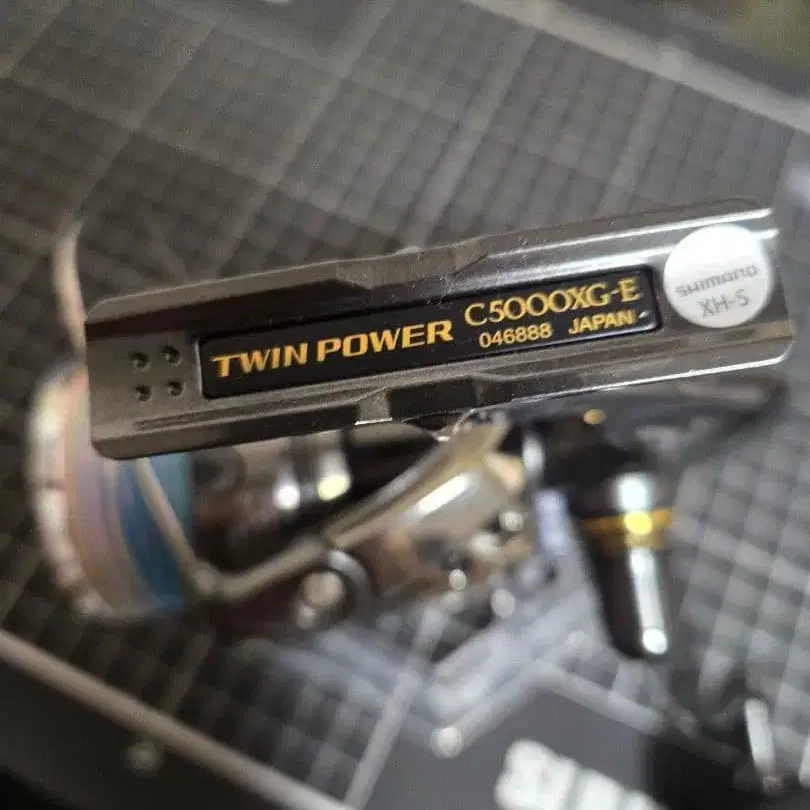 TWIN POWER C5000XG-E
046888 JAPAN
SHIMANO
XH-S